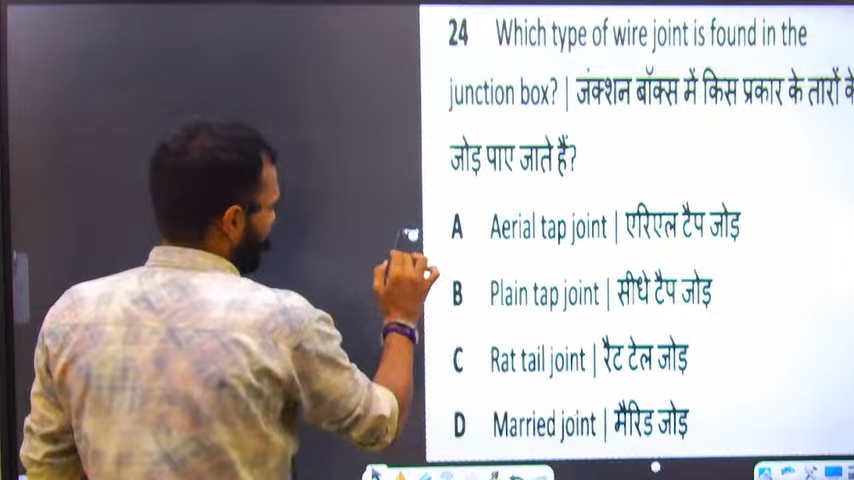 24 Which type of wire joint is found in the
junction box? | जंक्शन बॉक्स में किस प्रकार के तारों के
जोड़ पाए जाते हैं?
A Aerial tap joint | एरिएल टैप जोड़
B Plain tap joint | सीधे टैप जोड़
C Rat tail joint | रैट टेल जोड़
D Married joint | मैरिड जोड़